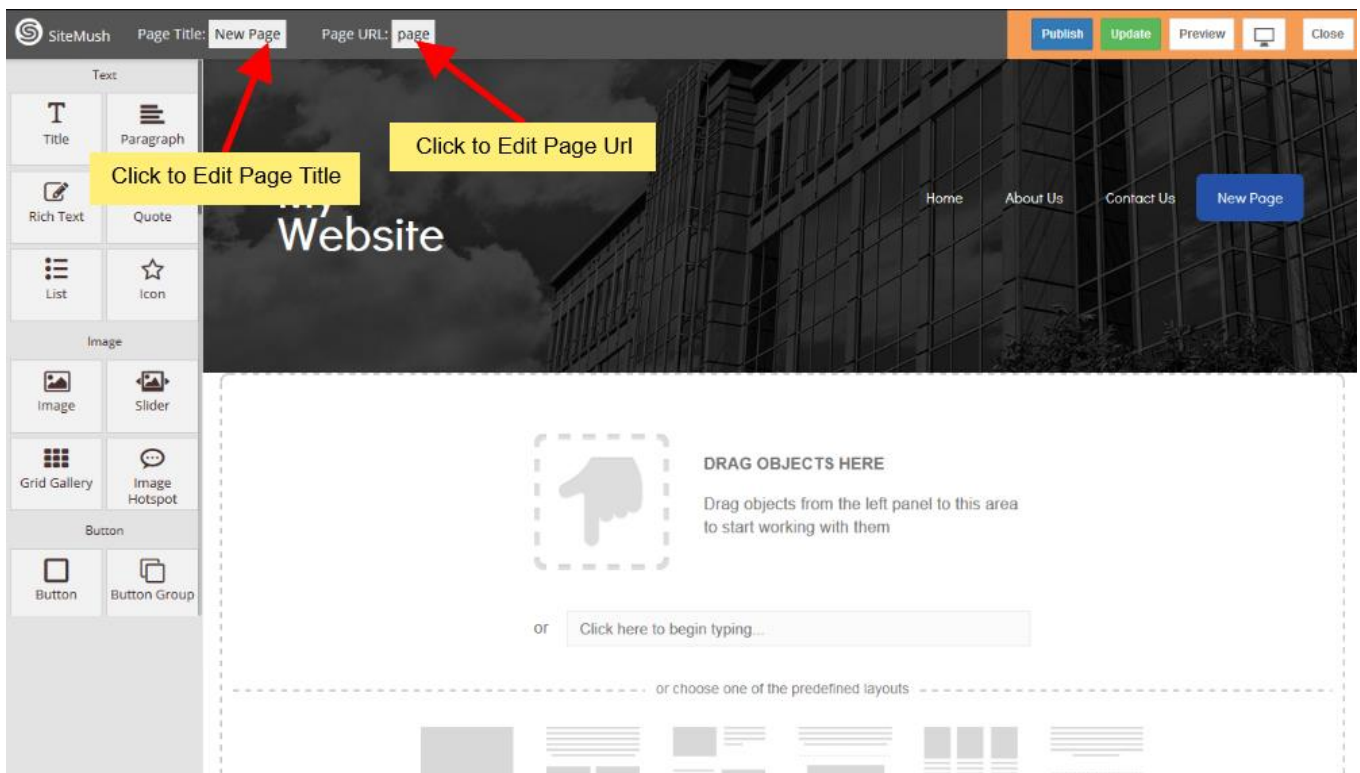 SiteMush Page Title: New Page Page URL: page Publish Update Preview Close
Text
Title Paragraph
Click to Edit Page Title
Click to Edit Page Url
Rich Text Quote
List Icon
Image
Image Slider
Grid Gallery Image
Hotspot
Button
Button Button Group
Website
Home About Us Contact Us New Page
DRAG OBJECTS HERE
Drag objects from the left panel to this area
to start working with them
or Click here to begin typing...
or choose one of the predefined layouts